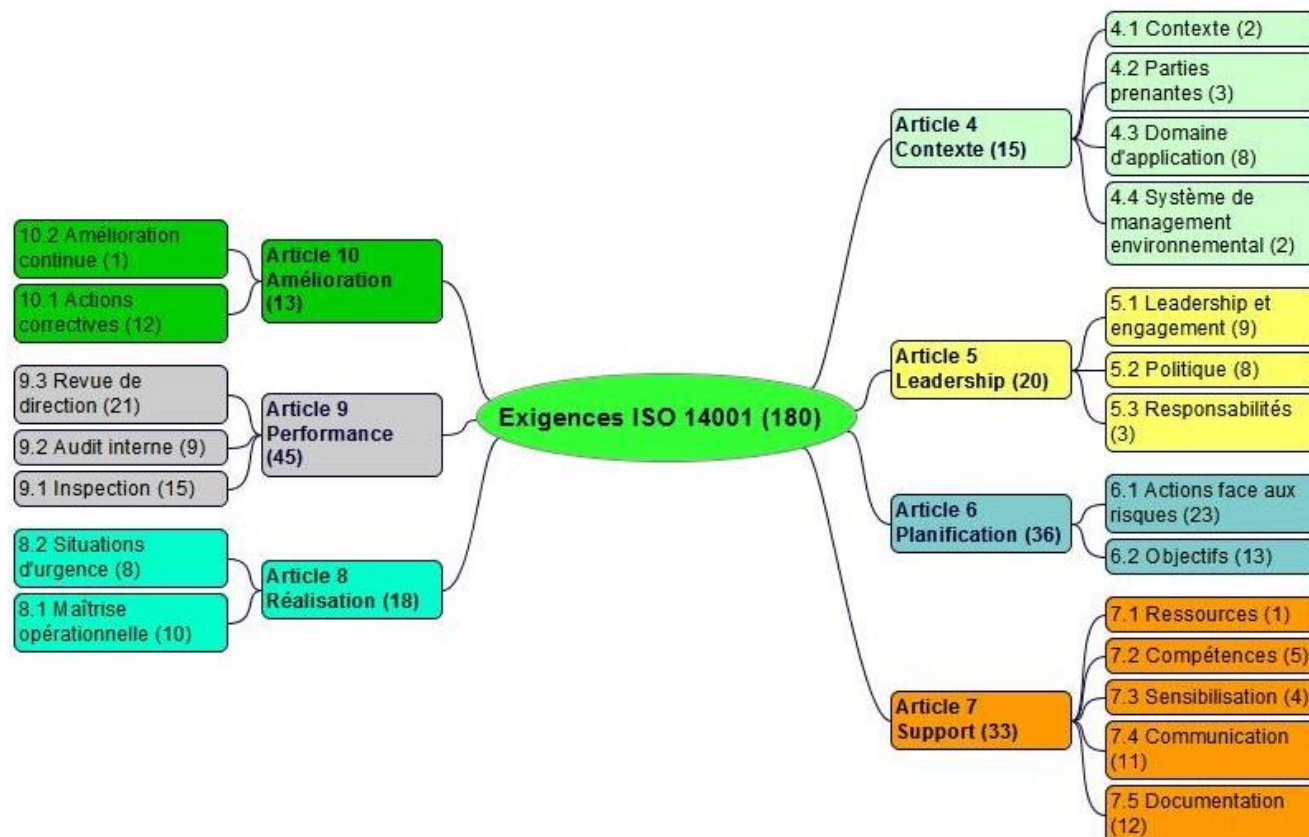 Exigences ISO 14001 (180)
Article 4
Contexte (15)
4.1 Contexte (2)
4.2 Parties
prenantes (3)
4.3 Domaine
d'application (8)
4.4 Système de
management
environnemental (2)
Article 5
Leadership (20)
5.1 Leadership et
engagement (9)
5.2 Politique (8)
5.3 Responsabilités
(3)
Article 6
Planification (36)
6.1 Actions face aux
risques (23)
6.2 Objectifs (13)
Article 7
Support (33)
7.1 Ressources (1)
7.2 Compétences (5)
7.3 Sensibilisation (4)
7.4 Communication
(11)
7.5 Documentation
(12)
Article 10
Amélioration
(13)
10.2 Amélioration
continue (1)
10.1 Actions
correctives (12)
Article 9
Performance
(45)
9.3 Revue de
direction (21)
9.2 Audit interne (9)
9.1 Inspection (15)
Article 8
Réalisation (18)
8.2 Situations
d'urgence (8)
8.1 Maîtrise
opérationnelle (10)